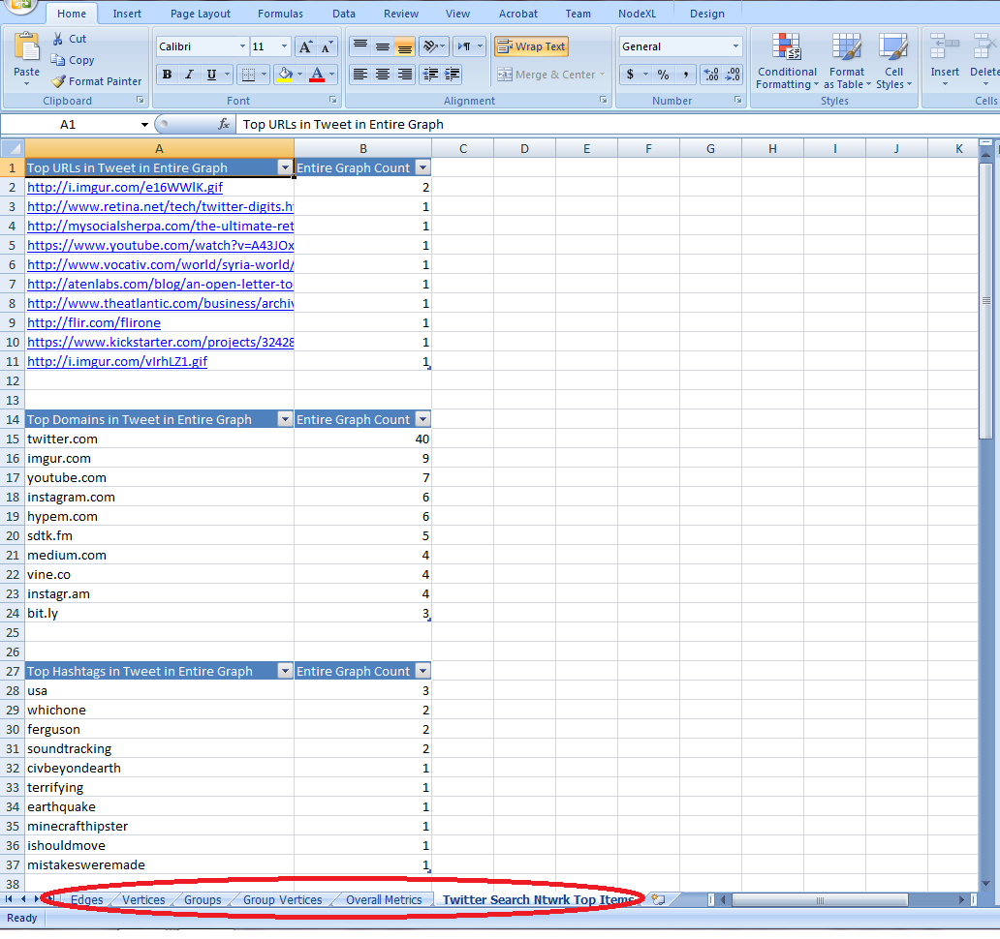 Home Insert Page Layout Formulas Data Review View Acrobat Team NodeXL Design
Paste
Cut
Copy
Format Painter
Clipboard
Calibri 11
B I U
Font
Wrap Text
Merge & Center
Alignment
General
$ % ,
Number
Conditional Formatting
Format as Table
Cell Styles
Styles
Insert
Delete
Cells
A1 fx Top URLs in Tweet in Entire Graph
A B C D E F G H I J K
1 Top URLs in Tweet in Entire Graph Entire Graph Count
2 http://i.imgur.com/e16WWlK.gif 2
3 http://www.retina.net/tech/twitter-digits.h 1
4 http://mysocialsherpa.com/the-ultimate-ret 1
5 https://www.youtube.com/watch?v=A43JOx 1
6 http://www.vocativ.com/world/syria-world/ 1
7 http://atenlabs.com/blog/an-open-letter-to 1
8 http://www.theatlantic.com/business/archiv 1
9 http://flir.com/flirone 1
10 https://www.kickstarter.com/projects/32428 1
11 http://i.imgur.com/vIrhLZ1.gif 1
12
13
14 Top Domains in Tweet in Entire Graph Entire Graph Count
15 twitter.com 40
16 imgur.com 9
17 youtube.com 7
18 instagram.com 6
19 hypem.com 6
20 sdtk.fm 5
21 medium.com 4
22 vine.co 4
23 instagr.am 4
24 bit.ly 3
25
26
27 Top Hashtags in Tweet in Entire Graph Entire Graph Count
28 usa 3
29 whichone 2
30 ferguson 2
31 soundtracking 2
32 civbeyondearth 1
33 terrifying 1
34 earthquake 1
35 minecrafthipster 1
36 ishouldmove 1
37 mistakesweremade 1
38
Edges Vertices Groups Group Vertices Overall Metrics Twitter Search Ntwrk Top Items
Ready